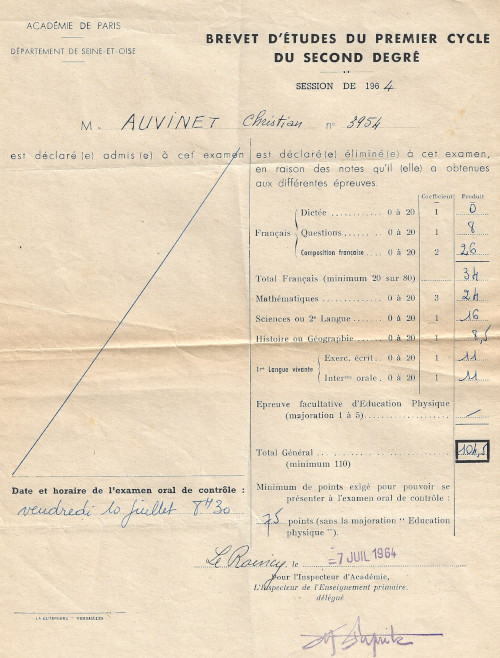 ACADÉMIE DE PARIS
DÉPARTEMENT DE SEINE-ET-OISE
BREVET D'ÉTUDES DU PREMIER CYCLE
DU SECOND DEGRÉ
SESSION DE 1964
M. AUVINET Christian n° 3954
est déclaré (e) admis (e) à cet examen
Date et horaire de l'examen oral de contrôle :
vendredi 10 juillet 8h30
est déclaré (e) éliminé (e) à cet examen,
en raison des notes qu'il (elle) a obtenues
aux différentes épreuves.
Coefficient Produit
Français
Dictée ............ 0 à 20 1 0
Questions ......... 0 à 20 1 8
Composition française .... 0 à 20 2 26
Total Français (minimum 20 sur 80) 34
Mathématiques ............ 0 à 20 3 24
Sciences ou 2e Langue .... 0 à 20 1 16
Histoire ou Géographie ... 0 à 20 8,5
1re Langue vivante
Exerc. écrit .. 0 à 20 1 11
Interron orale . 0 à 20 1 11
Epreuve facultative d'Education Physique
(majoration 1 à 5) ..................... /
Total Général .................... 104,5
(minimum 110)
Minimum de points exigé pour pouvoir se
présenter à l'examen oral de contrôle :
75 points (sans la majoration " Education
physique ").
Le Raincy, le -7 JUIL 1964
Pour l'Inspecteur d'Académie,
L'Inspecteur de l'Enseignement primaire,
délégué
VERSAILLES